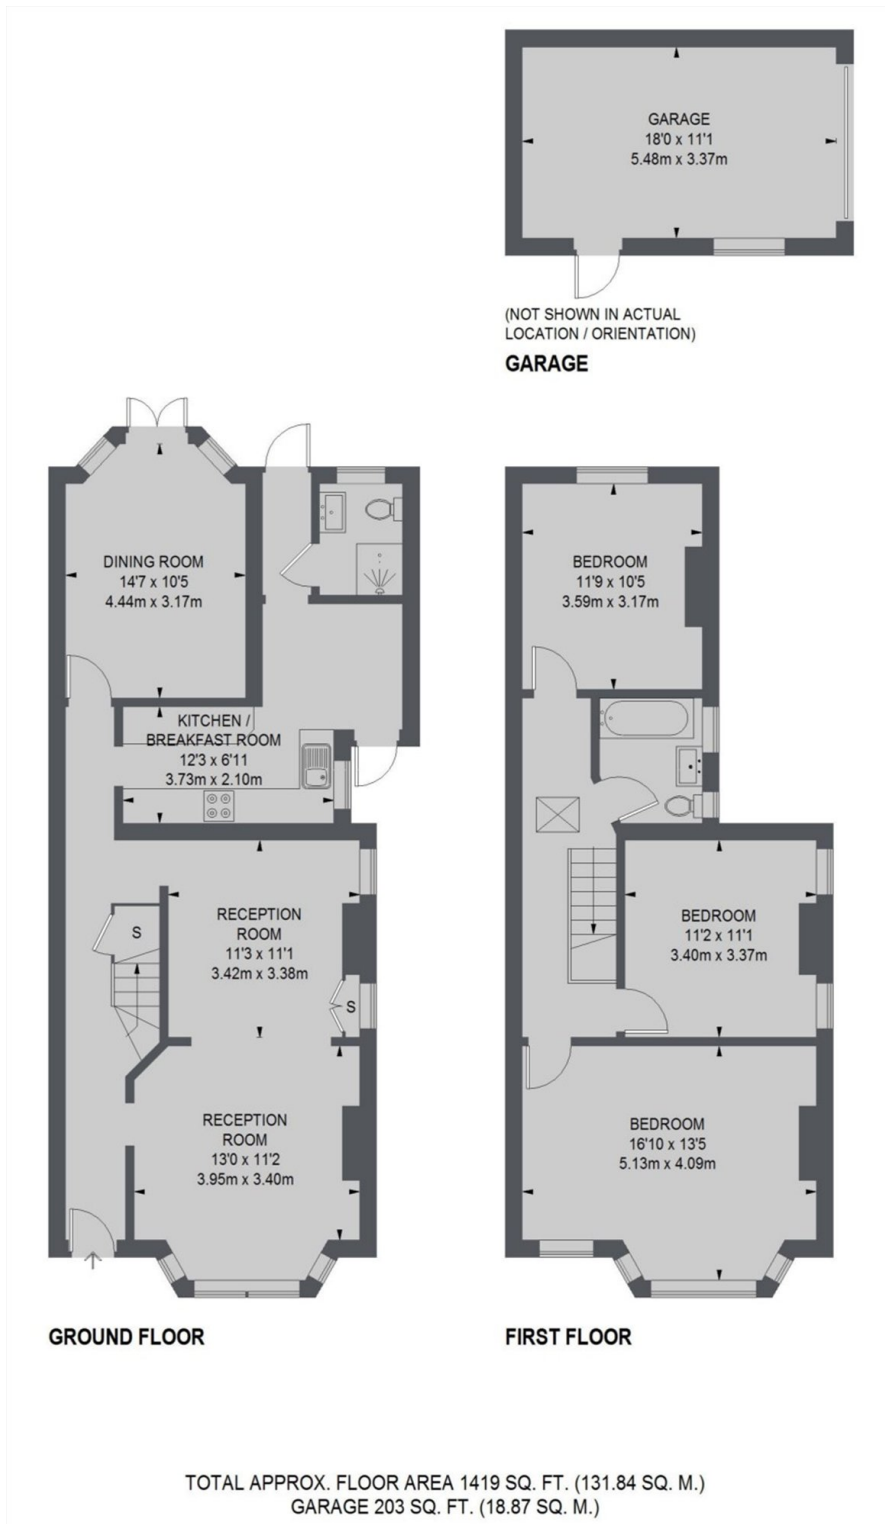 GARAGE
18'0 x 11'1
5.48m x 3.37m
(NOT SHOWN IN ACTUAL
LOCATION / ORIENTATION)
GARAGE
DINING ROOM
14'7 x 10'5
4.44m x 3.17m
KITCHEN /
BREAKFAST ROOM
12'3 x 6'11
3.73m x 2.10m
S
RECEPTION
ROOM
11'3 x 11'1
3.42m x 3.38m
S
RECEPTION
ROOM
13'0 x 11'2
3.95m x 3.40m
GROUND FLOOR
BEDROOM
11'9 x 10'5
3.59m x 3.17m
BEDROOM
11'2 x 11'1
3.40m x 3.37m
BEDROOM
16'10 x 13'5
5.13m x 4.09m
FIRST FLOOR
TOTAL APPROX. FLOOR AREA 1419 SQ. FT. (131.84 SQ. M.)
GARAGE 203 SQ. FT. (18.87 SQ. M.)